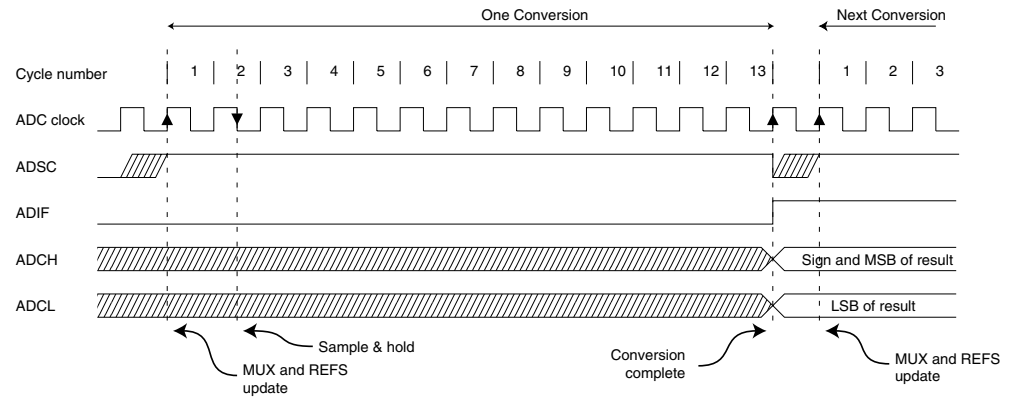 One Conversion
Next Conversion
Cycle number 1 2 3 4 5 6 7 8 9 10 11 12 13 1 2 3
ADC clock
ADSC
ADIF
ADCH
Sign and MSB of result
ADCL
LSB of result
Sample & hold
MUX and REFS
update
Conversion
complete
MUX and REFS
update